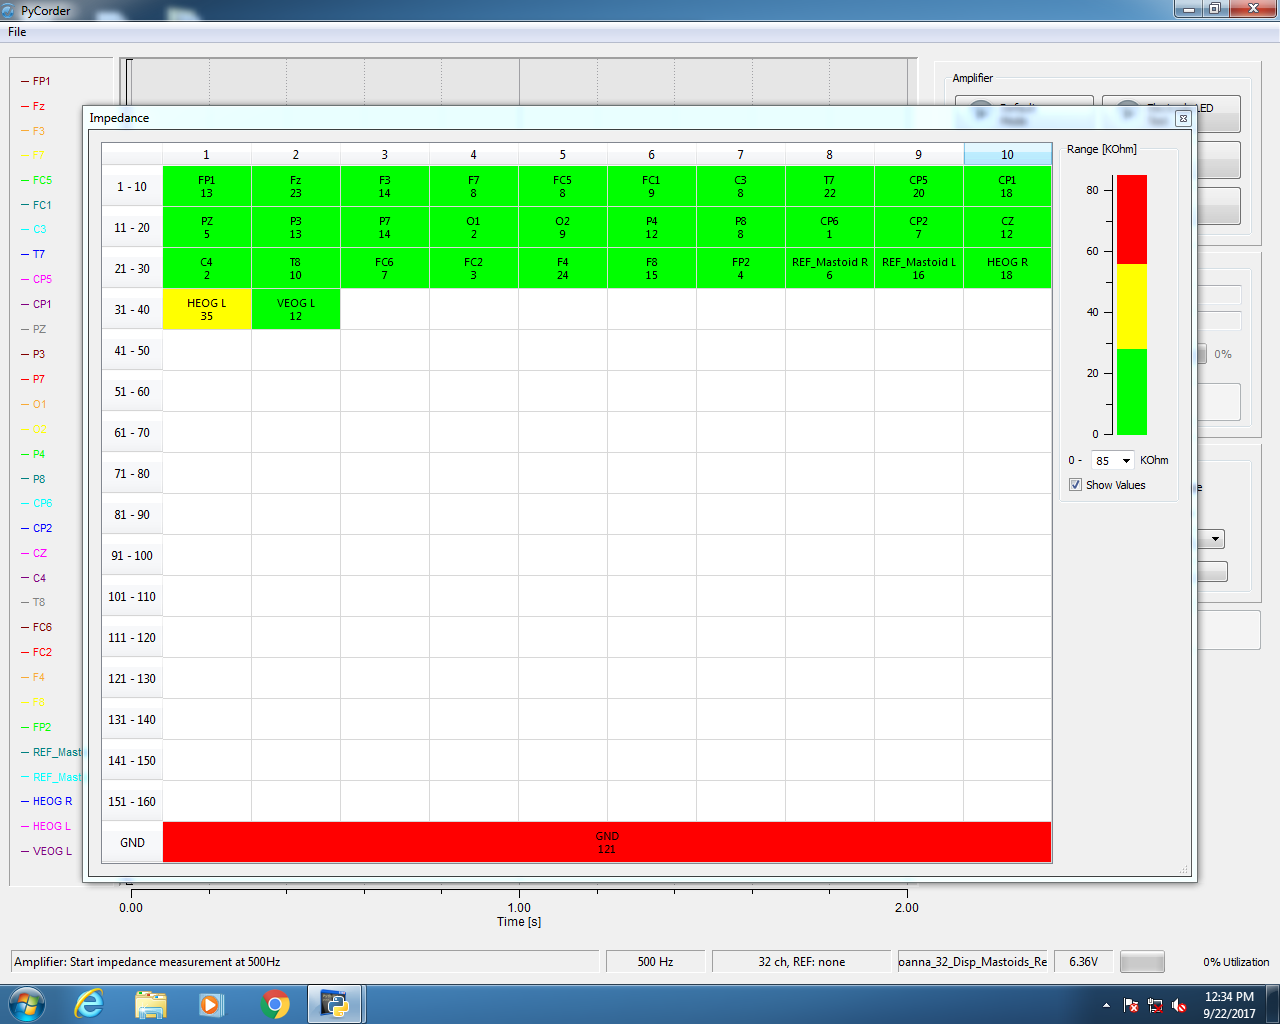 PyCorder
File
FP1
Fz
F3
F7
FC5
FC1
C3
T7
CP5
CP1
PZ
P3
P7
O1
O2
P4
P8
CP6
CP2
CZ
C4
T8
FC6
FC2
F4
F8
FP2
REF_Mast
REF_Mast
HEOG R
HEOG L
VEOG L
Amplifier
Default
Mode
LED
Impedance
1 2 3 4 5 6 7 8 9 10
1 - 10 FP1 Fz F3 F7 FC5 FC1 C3 T7 CP5 CP1
13 23 14 8 8 9 8 22 20 18
11 - 20 PZ P3 P7 O1 O2 P4 P8 CP6 CP2 CZ
5 13 14 2 9 12 8 1 7 12
21 - 30 C4 T8 FC6 FC2 F4 F8 FP2 REF_Mastoid R REF_Mastoid L HEOG R
2 10 7 3 24 15 4 6 16 18
31 - 40 HEOG L VEOG L
35 12
41 - 50
51 - 60
61 - 70
71 - 80
81 - 90
91 - 100
101 - 110
111 - 120
121 - 130
131 - 140
141 - 150
151 - 160
GND GND
121
Range [KOhm]
80
60
40
20
0
0 - 85 KOhm
Show Values
0%
0.00 1.00 2.00
Time [s]
Amplifier: Start impedance measurement at 500Hz
500 Hz
32 ch, REF: none
oanna_32_Disp_Mastoids_Re
6.36V
0% Utilization
12:34 PM
9/22/2017